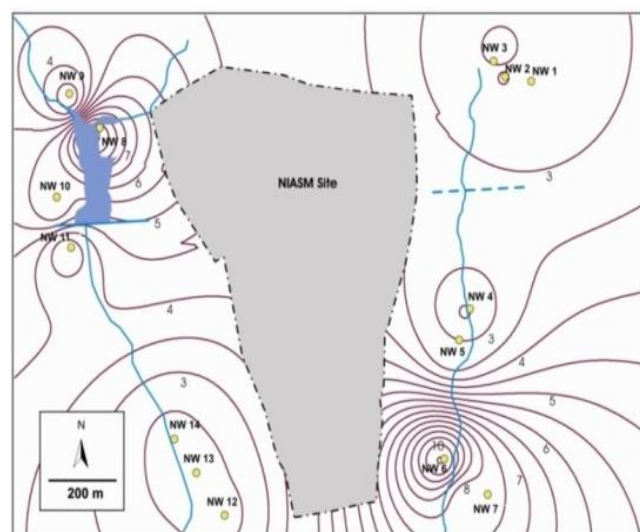 NW 3
NW 2
NW 1
4
NW 9
NW 8
7
6
NIASM Site
3
NW 10
5
NW 11
NW 4
4
3
NW 5
4
3
5
NW 14
10
6
N
NW 13
NW 6
7
8
200 m
NW 12
NW 7